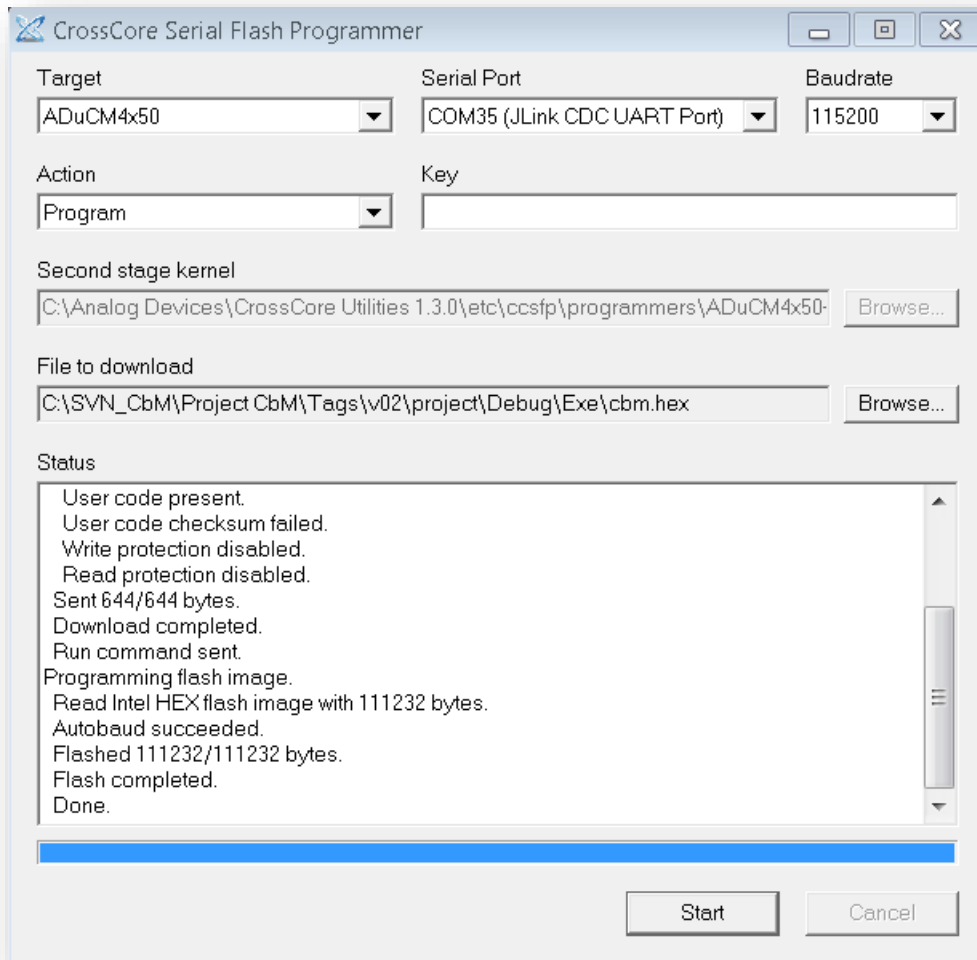 CrossCore Serial Flash Programmer
Target Serial Port Baudrate
ADuCM4x50 COM35 (JLink CDC UART Port) 115200
Action Key
Program
Second stage kernel
C:\Analog Devices\CrossCore Utilities 1.3.0\etc\ccsfp\programmers\ADuCM4x50- Browse...
File to download
C:\SVN_CbM\Project CbM\Tags\v02\project\Debug\Exe\cbm.hex Browse...
Status
User code present.
User code checksum failed.
Write protection disabled.
Read protection disabled.
Sent 644/644 bytes.
Download completed.
Run command sent.
Programming flash image.
Read Intel HEX flash image with 111232 bytes.
Autobaud succeeded.
Flashed 111232/111232 bytes.
Flash completed.
Done.
Start Cancel